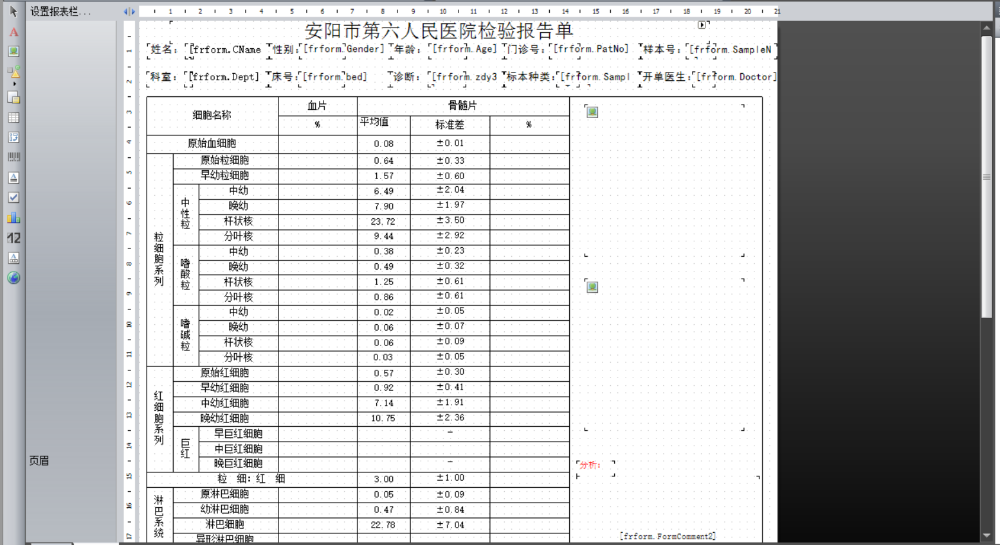 设置报表栏...
1 2 3 4 5 6 7 8 9 10 11 12 13 14 15 16 17 18 19 20 21
安阳市第六人民医院检验报告单
姓名: [frform.CName 性别:[frform.Gender] 年龄: [frform.Age] 门诊号:[frform.PatNo] 样本号:[frform.SampleN
科室: [frform.Dept] 床号:[frform.bed] 诊断: [frform.zdy3 标本种类:[frform.Sampl 开单医生:[frform.Doctor]
细胞名称 血片 骨髓片
% 平均值 标准差 %
原始血细胞 0.08 ±0.01
粒细胞系列
原始粒细胞 0.64 ±0.33
早幼粒细胞 1.57 ±0.60
中性粒
中幼 6.49 ±2.04
晚幼 7.90 ±1.97
杆状核 23.72 ±3.50
分叶核 9.44 ±2.92
嗜酸粒
中幼 0.38 ±0.23
晚幼 0.49 ±0.32
杆状核 1.25 ±0.61
分叶核 0.86 ±0.61
嗜碱粒
中幼 0.02 ±0.05
晚幼 0.06 ±0.07
杆状核 0.06 ±0.09
分叶核 0.03 ±0.05
红细胞系列
原始红细胞 0.57 ±0.30
早幼红细胞 0.92 ±0.41
中幼红细胞 7.14 ±1.91
晚幼红细胞 10.75 ±2.36
巨红
早巨红细胞 —
中巨红细胞
晚巨红细胞 —
页眉
分析:
粒 细:红 细 3.00 ±1.00
淋巴系统
原淋巴细胞 0.05 ±0.09
幼淋巴细胞 0.47 ±0.84
淋巴细胞 22.78 ±7.04
异形淋巴细胞
[frform.FormComment2]
3 4 5 6 7 8 9 10 11 12 13 14 15 16 17
12